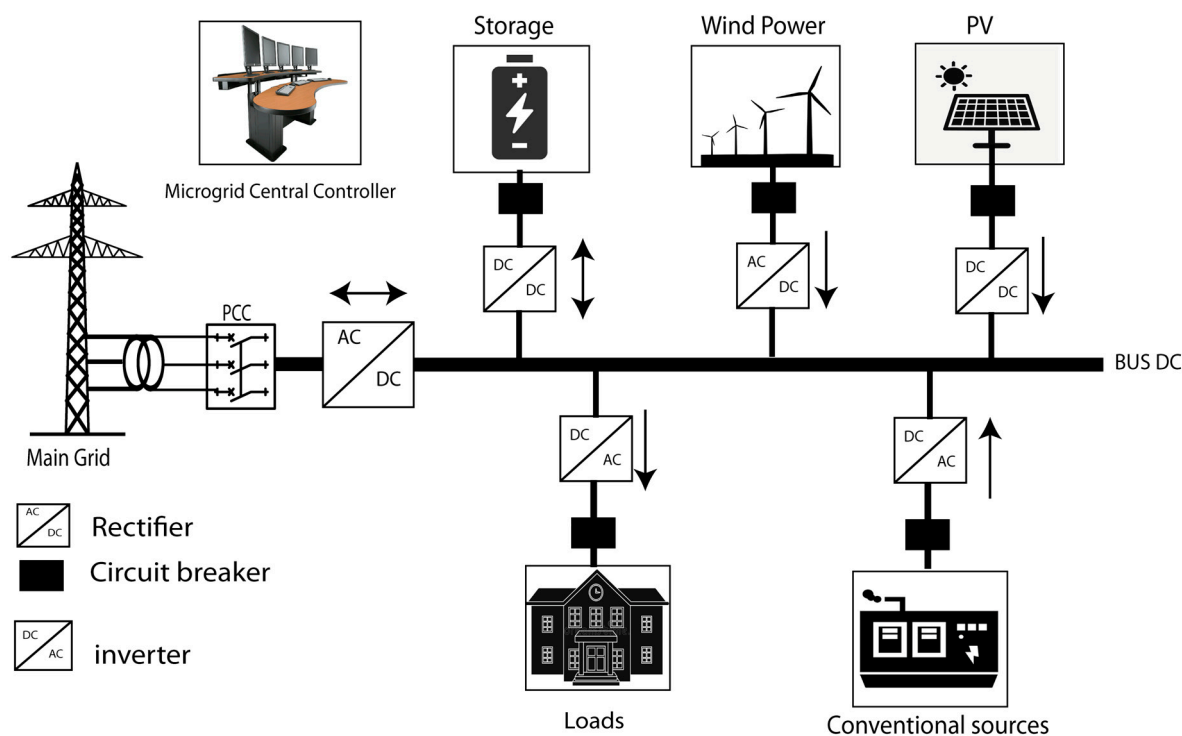 Storage
Wind Power
PV
Microgrid Central Controller
DC
DC
AC
DC
DC
DC
PCC
AC
DC
BUS DC
Main Grid
DC
AC
DC
AC
AC
DC
Rectifier
Circuit breaker
DC
AC
inverter
Loads
Conventional sources